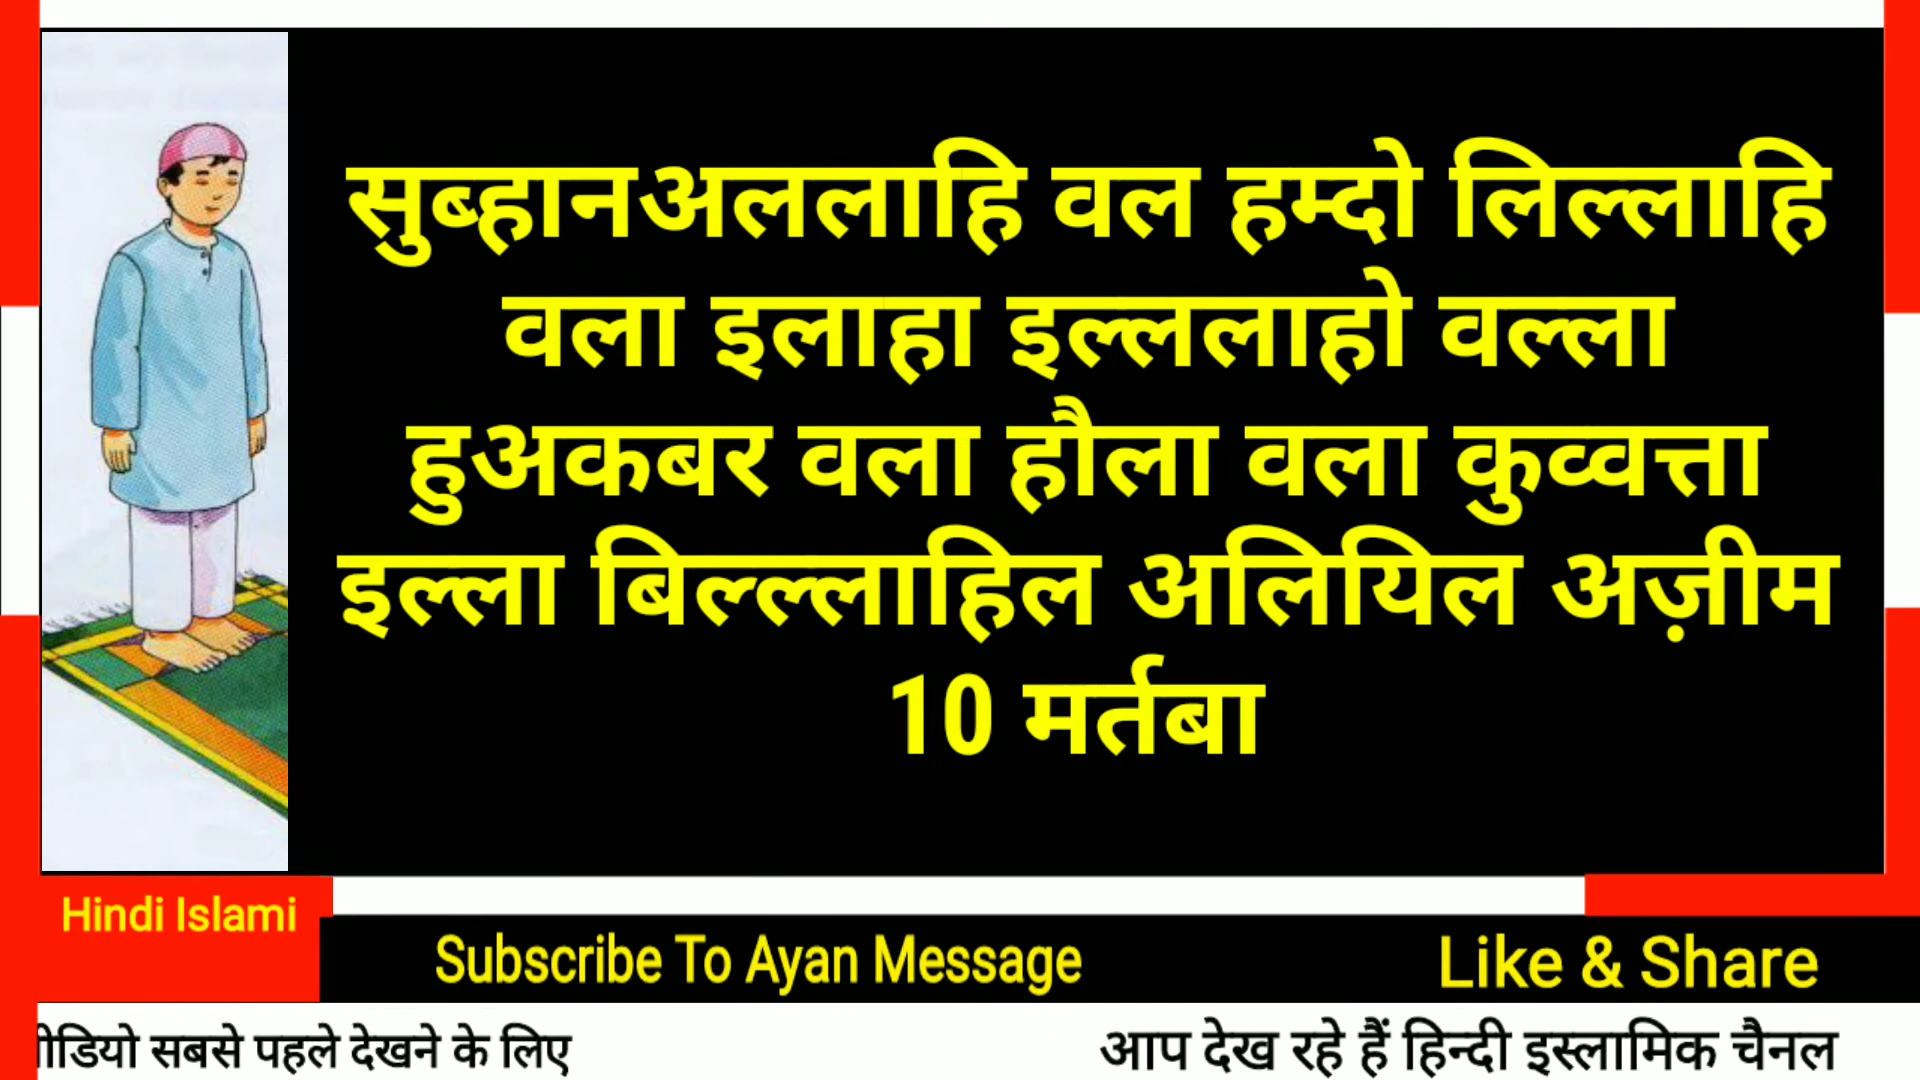 सुब्हानअललाहि वल हम्दो लिल्लाहि
वला इलाहा इल्ललाहो वल्ला
हुअकबर वला हौला वला कुव्वत्ता
इल्ला बिल्ल्लाहिल अलियिल अज़ीम
10 मर्तबा
Hindi Islami
Subscribe To Ayan Message
Like & Share
सबसे पहले देखने के लिए
आप देख रहे हैं हिन्दी इस्लामिक चैनल